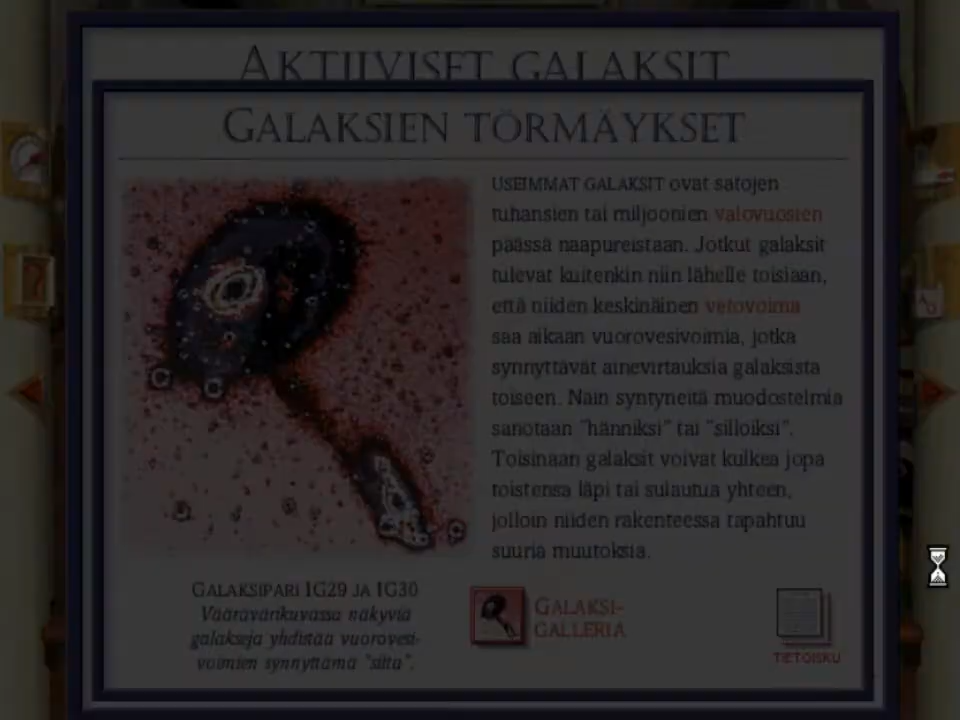 AKTIIVISET GALAKSIT
GALAKSIEN TÖRMÄYKSET
USEIMMAT GALAKSIT ovat satojen
tuhansien tai miljoonien valovuosien
päässä naapureistaan. Jotkut galaksit
tulevat kuitenkin niin lähelle toisiaan,
että niiden keskinäinen vetovoima
saa aikaan vuorovesivoimia, jotka
synnyttävät ainevirtauksia galaksista
toiseen. Näin syntyneitä muodostelmia
sanotaan "hänniksi" tai "silloiksi".
Toisinaan galaksit voivat kulkea jopa
toistensa läpi tai sulautua yhteen,
jolloin niiden rakenteessa tapahtuu
suuria muutoksia.
GALAKSIPARI IG29 JA IG30
Väärävärikuvassa näkyviä
galakseja yhdistää vuorovesi-
voimien synnyttämä "silta".
GALAKSI-
GALLERIA
TIETOISKU